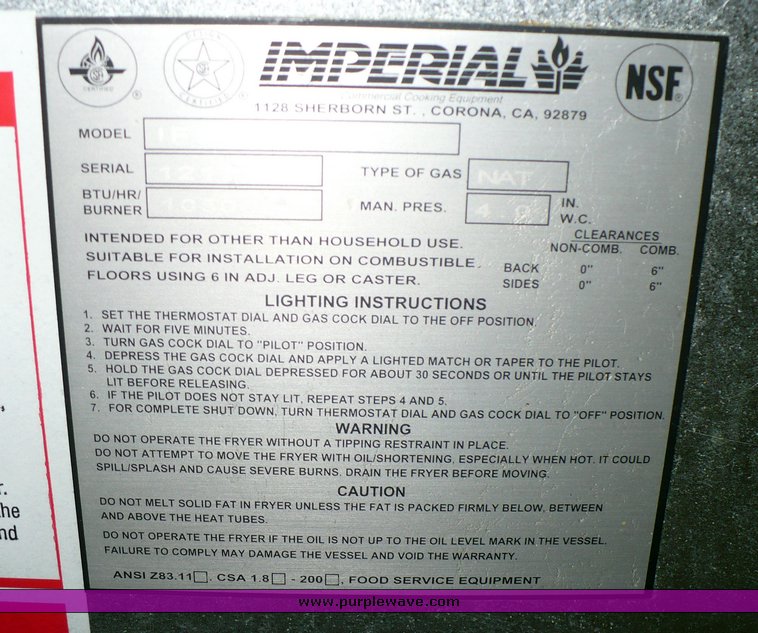 IMPERIAL
Commercial Cooking Equipment
1128 SHERBORN ST. , CORONA, CA, 92879
NSF
MODEL
SERIAL
TYPE OF GAS NAT
BTU/HR/
BURNER
MAN. PRES. 4.0 IN.
W.C.
INTENDED FOR OTHER THAN HOUSEHOLD USE.
SUITABLE FOR INSTALLATION ON COMBUSTIBLE.
FLOORS USING 6 IN ADJ. LEG OR CASTER.
CLEARANCES
NON-COMB. COMB.
BACK 0" 6"
SIDES 0" 6"
LIGHTING INSTRUCTIONS
1. SET THE THERMOSTAT DIAL AND GAS COCK DIAL TO THE OFF POSITION.
2. WAIT FOR FIVE MINUTES.
3. TURN GAS COCK DIAL TO "PILOT" POSITION.
4. DEPRESS THE GAS COCK DIAL AND APPLY A LIGHTED MATCH OR TAPER TO THE PILOT.
5. HOLD THE GAS COCK DIAL DEPRESSED FOR ABOUT 30 SECONDS OR UNTIL THE PILOT STAYS
LIT BEFORE RELEASING.
6. IF THE PILOT DOES NOT STAY LIT, REPEAT STEPS 4 AND 5.
7. FOR COMPLETE SHUT DOWN, TURN THERMOSTAT DIAL AND GAS COCK DIAL TO "OFF" POSITION.
WARNING
DO NOT OPERATE THE FRYER WITHOUT A TIPPING RESTRAINT IN PLACE.
DO NOT ATTEMPT TO MOVE THE FRYER WITH OIL/SHORTENING, ESPECIALLY WHEN HOT. IT COULD
SPILL/SPLASH AND CAUSE SEVERE BURNS. DRAIN THE FRYER BEFORE MOVING.
CAUTION
DO NOT MELT SOLID FAT IN FRYER UNLESS THE FAT IS PACKED FIRMLY BELOW, BETWEEN
AND ABOVE THE HEAT TUBES.
DO NOT OPERATE THE FRYER IF THE OIL IS NOT UP TO THE OIL LEVEL MARK IN THE VESSEL.
FAILURE TO COMPLY MAY DAMAGE THE VESSEL AND VOID THE WARRANTY.
ANSI Z83.11□. CSA 1.8□ - 200□, FOOD SERVICE EQUIPMENT
www.purplewave.com